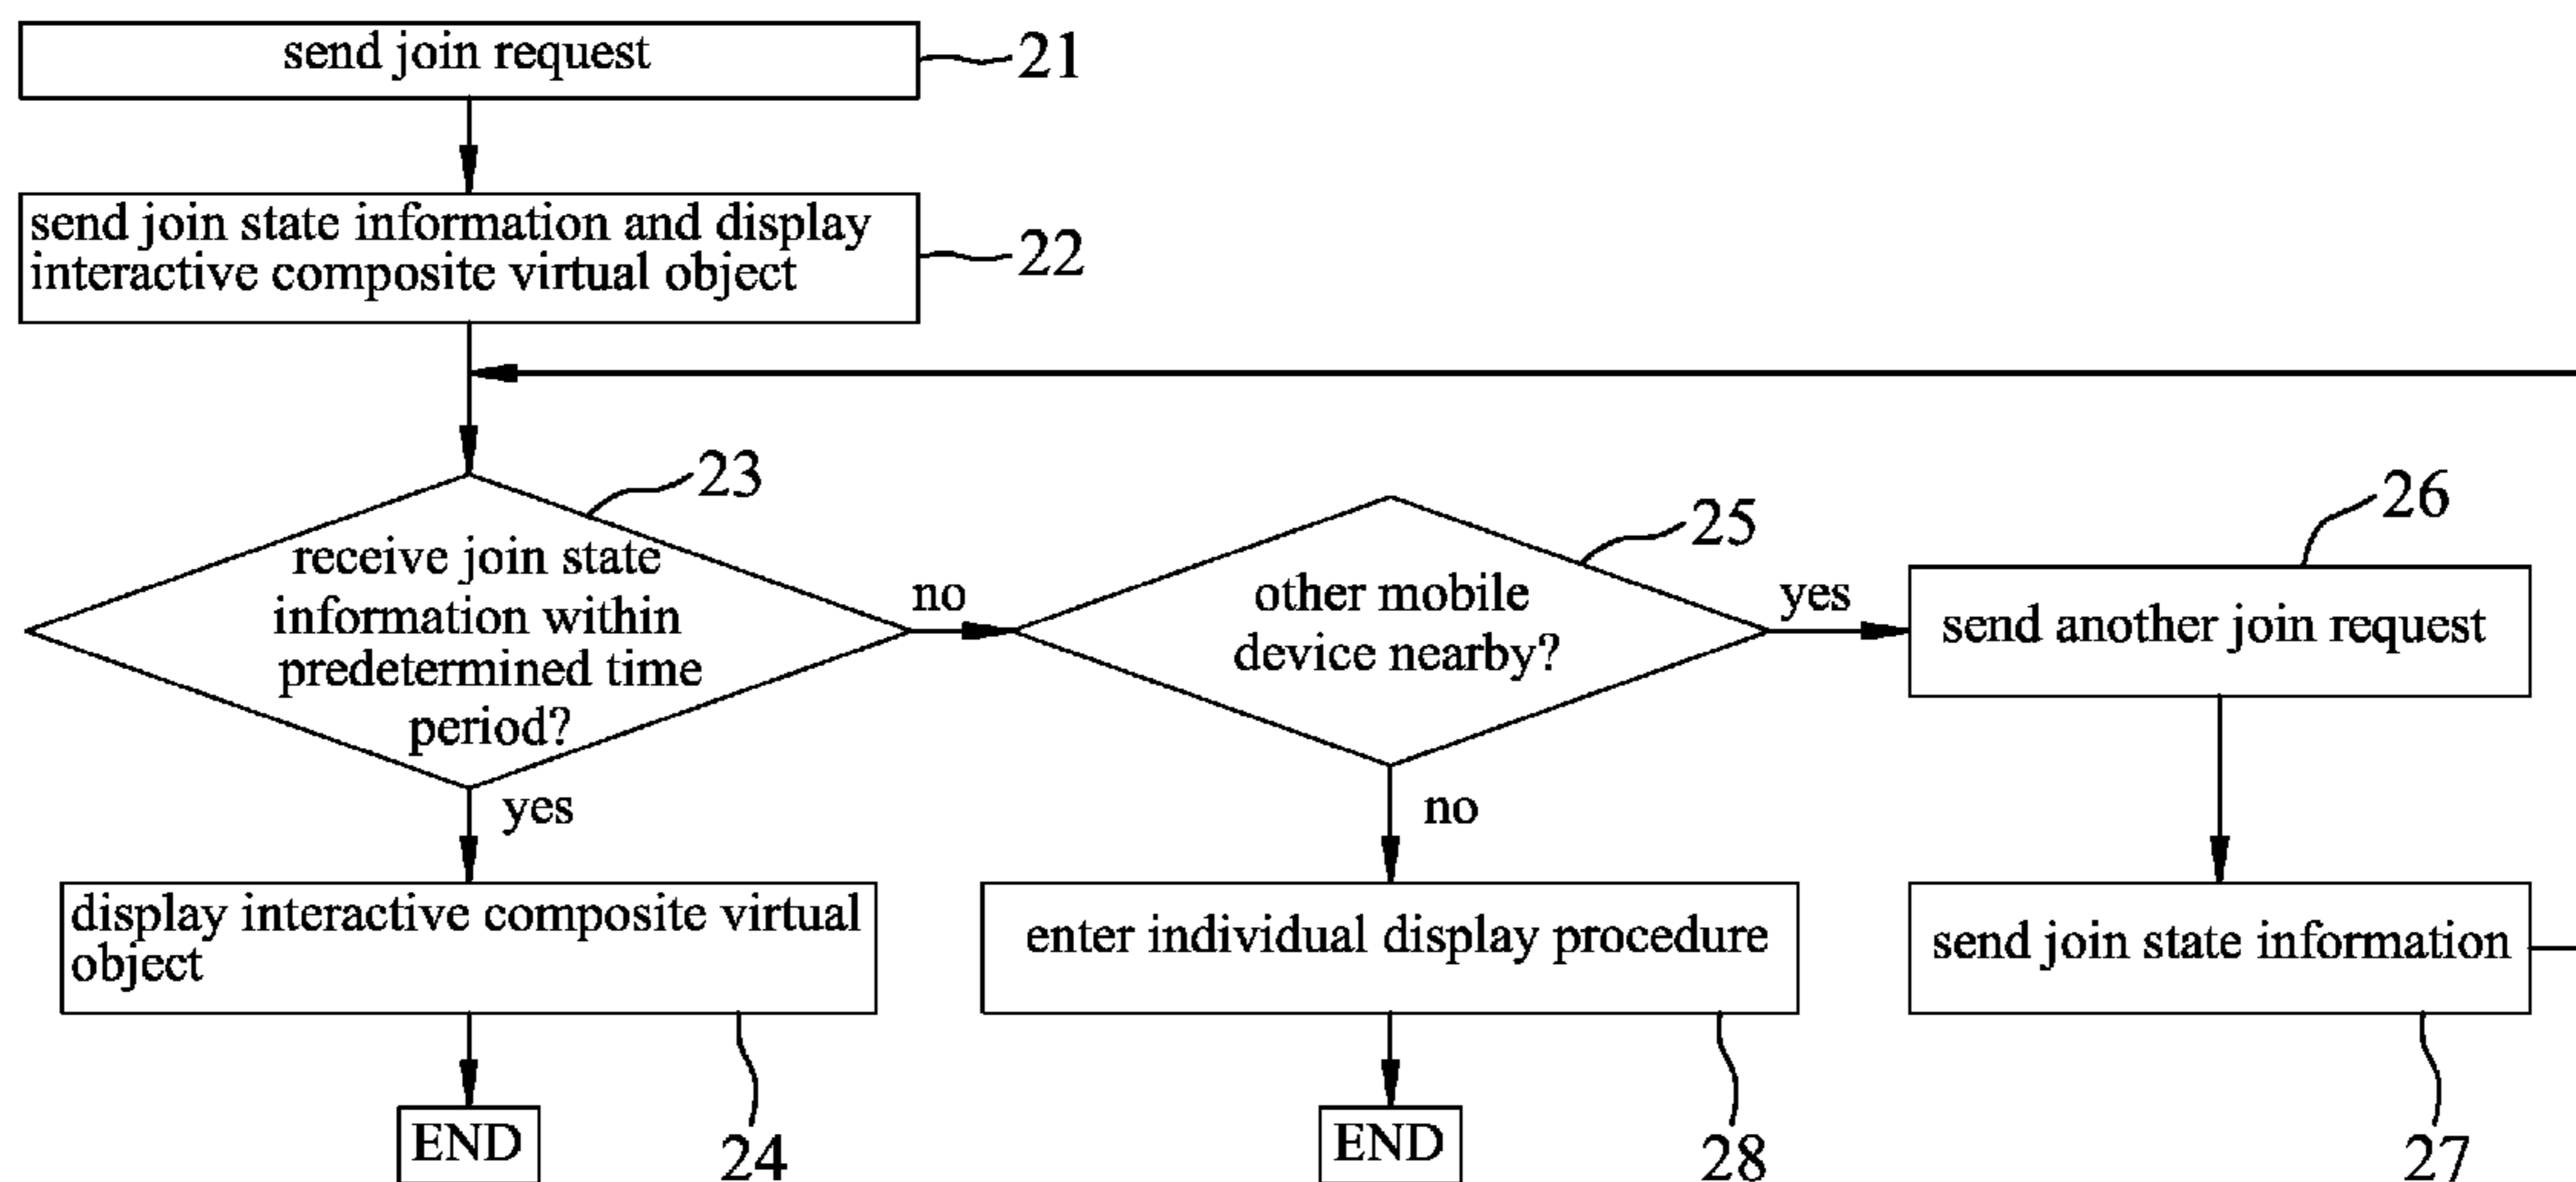 send join request
21
send join state information and display
interactive composite virtual object
22
23
receive join state
information within
predetermined time
period?
no
yes
25
other mobile
device nearby?
yes
no
26
send another join request
display interactive composite virtual
object
24
enter individual display procedure
28
send join state information
27
END
END